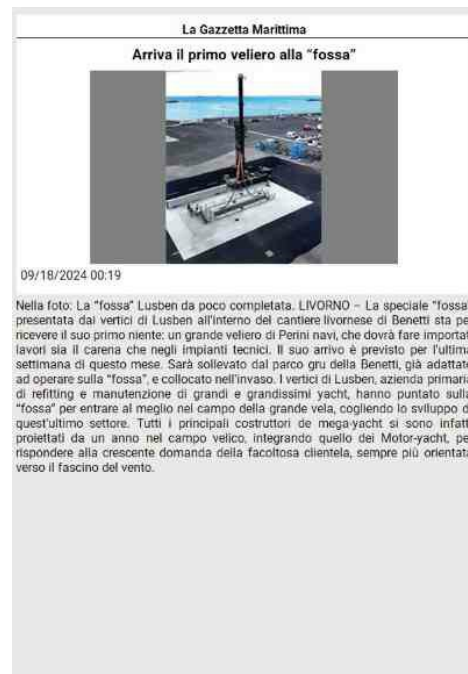 La Gazzetta Marittima
Arriva il primo veliero alla “fossa”
09/18/2024 00:19
Nella foto: La “fossa” Lusben da poco completata. LIVORNO – La speciale “fossa”
presentata dai vertici di Lusben all'interno del cantiere livornese di Benetti sta pe
ricevere il suo primo niente: un grande veliero di Perini navi, che dovrà fare importat
lavori sia il carena che negli impianti tecnici. Il suo arrivo è previsto per l'ultima
settimana di questo mese. Sarà sollevato dal parco gru della Benetti, già adattato
ad operare sulla “fossa”, e collocato nell'invaso. I vertici di Lusben, azienda primaria
di refitting e manutenzione di grandi e grandissimi yacht, hanno puntato sulla
“fossa” per entrare al meglio nel campo della grande vela, cogliendo lo sviluppo d
quest'ultimo settore. Tutti i principali costruttori di mega-yacht si sono infatt
proiettati da un anno nel campo velico, integrando quello dei Motor-yacht, pe
rispondere alla crescente domanda della facoltosa clientela, sempre più orientata
verso il fascino del vento.